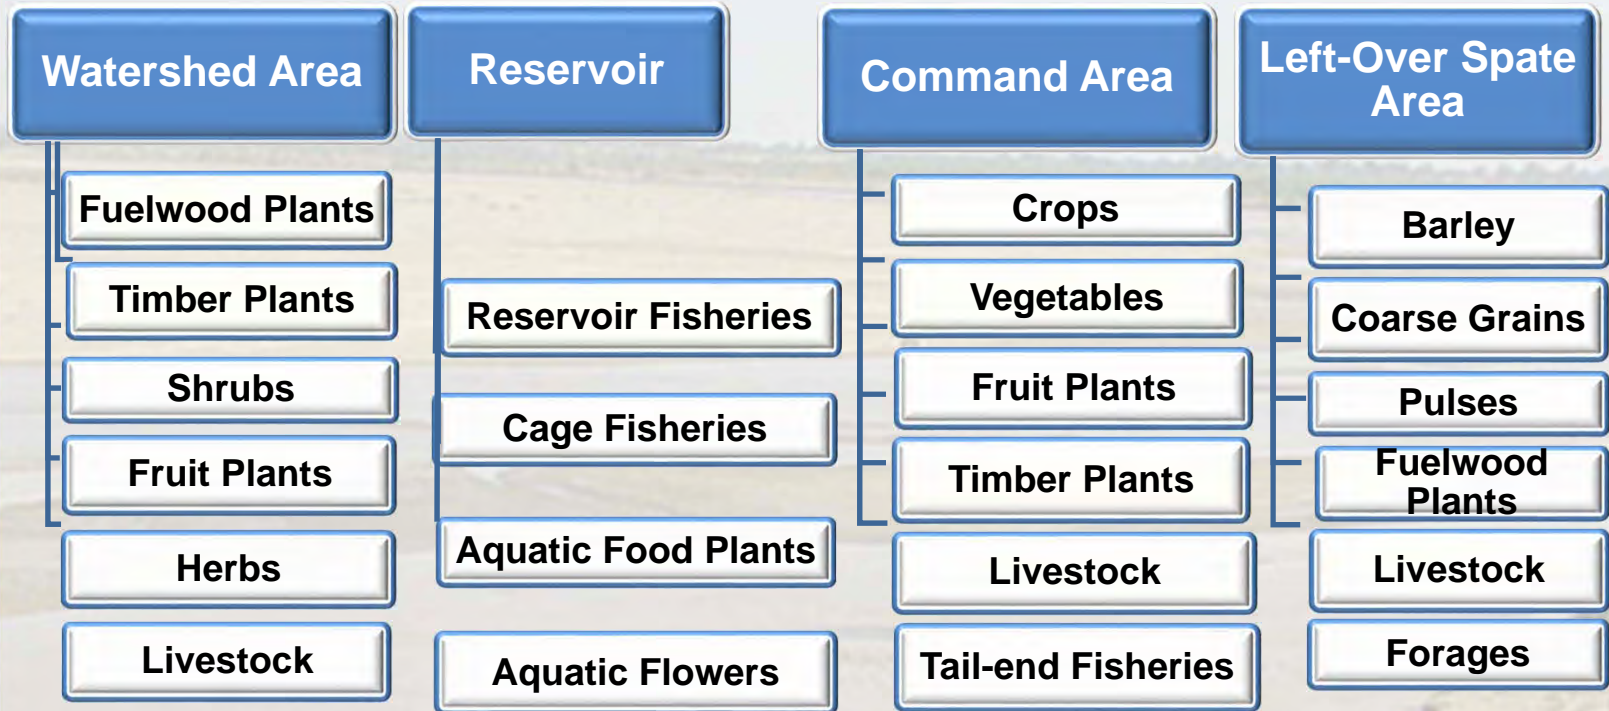 Watershed Area
Fuelwood Plants
Timber Plants
Shrubs
Fruit Plants
Herbs
Livestock
Reservoir
Reservoir Fisheries
Cage Fisheries
Aquatic Food Plants
Aquatic Flowers
Command Area
Crops
Vegetables
Fruit Plants
Timber Plants
Livestock
Tail-end Fisheries
Left-Over Spate
Area
Barley
Coarse Grains
Pulses
Fuelwood
Plants
Livestock
Forages